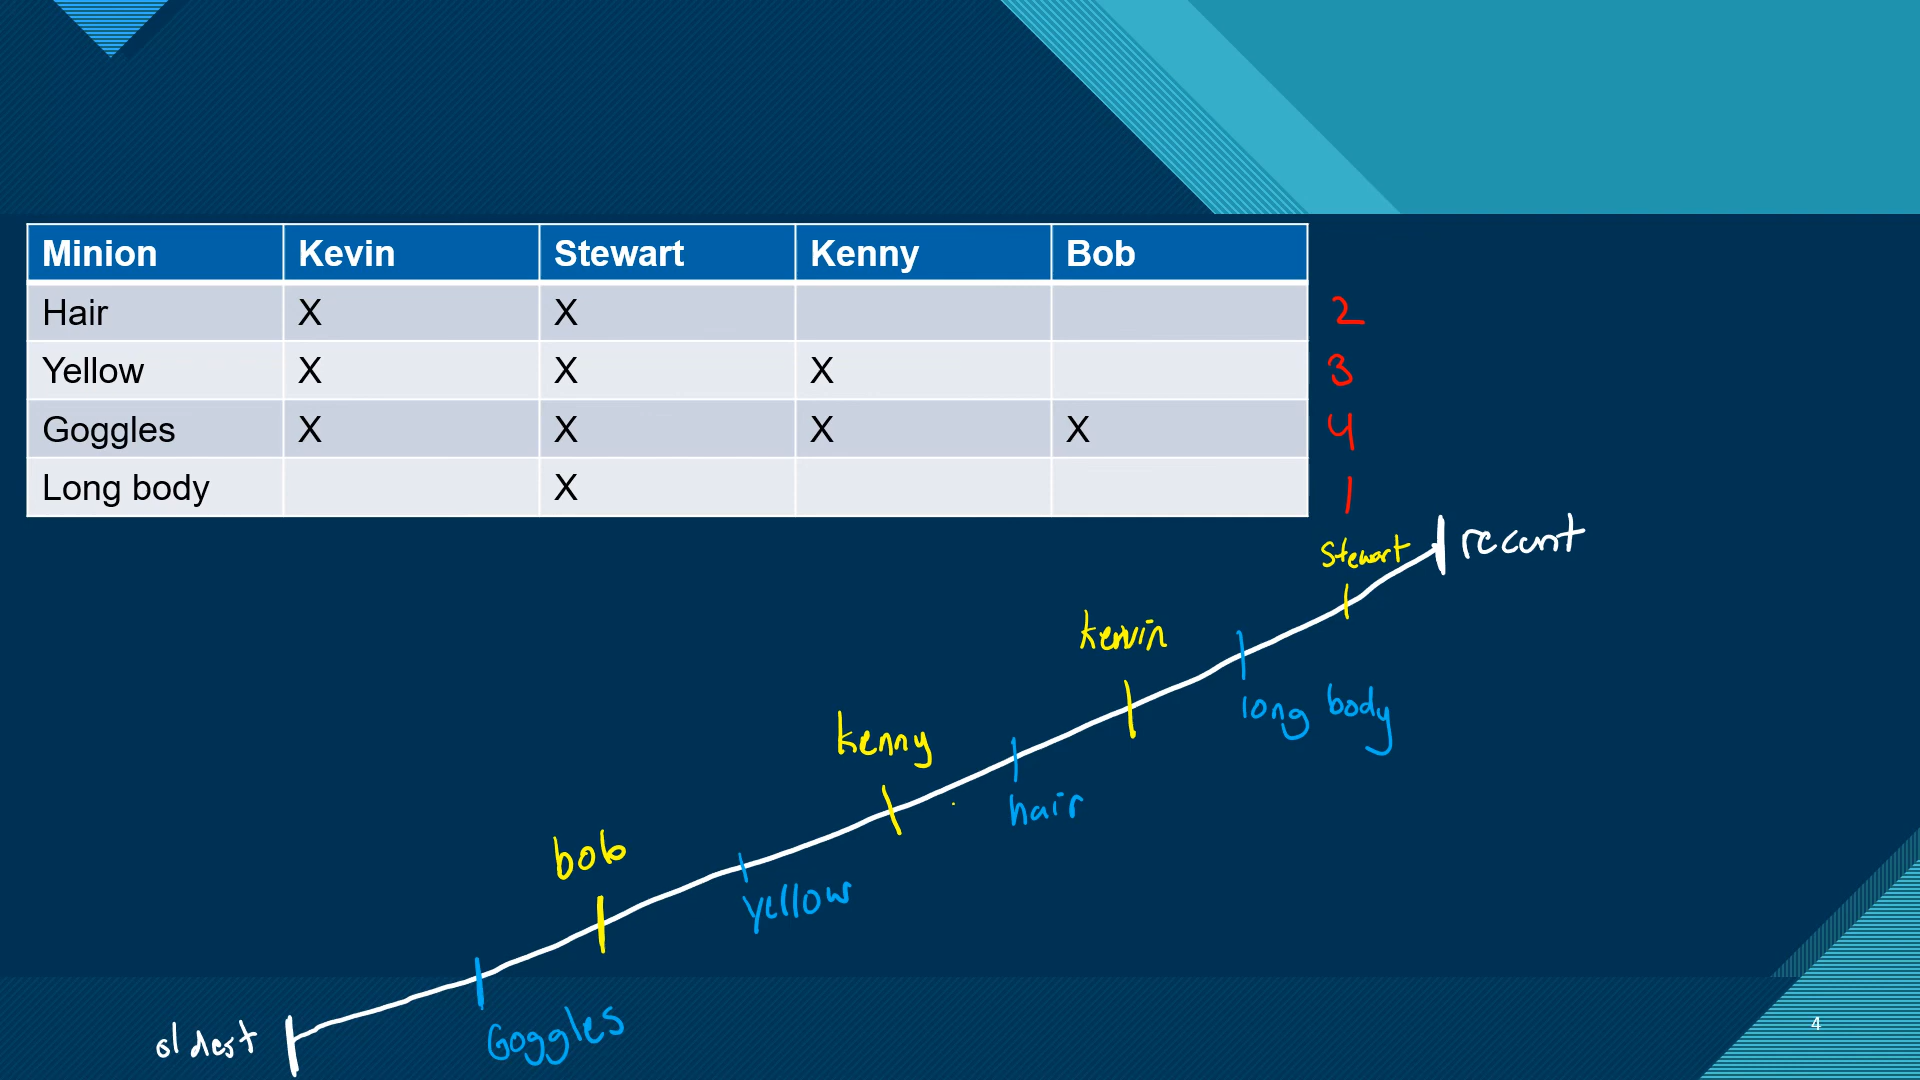 Minion Kevin Stewart Kenny Bob
Hair X X 2
Yellow X X X 3
Goggles X X X X 4
Long body X 1
Stewart recent
kevin
long body
kenny
hair
bob
yellow
oldest Goggles
4